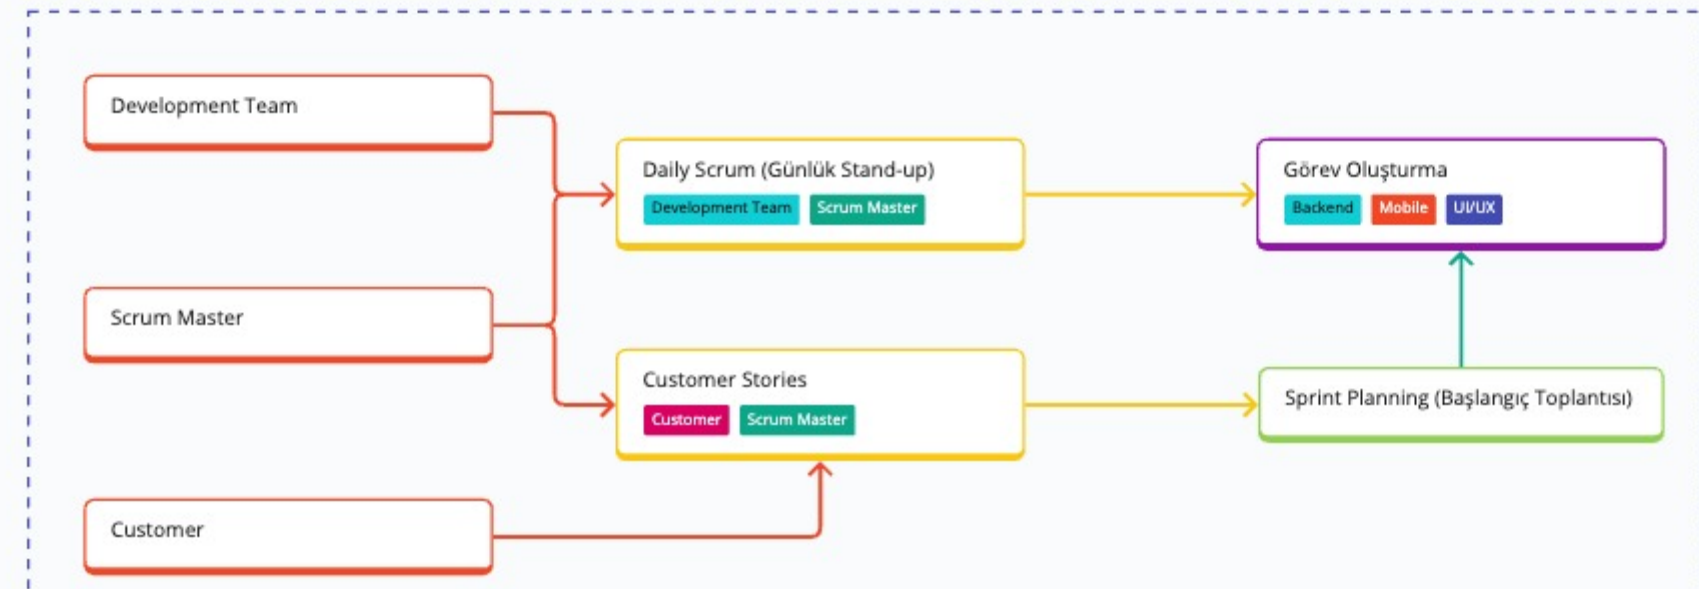 Development Team
Daily Scrum (Günlük Stand-up)
Development Team Scrum Master
Görev Oluşturma
Backend Mobile UI/UX
Scrum Master
Customer Stories
Customer Scrum Master
Sprint Planning (Başlangıç Toplantısı)
Customer